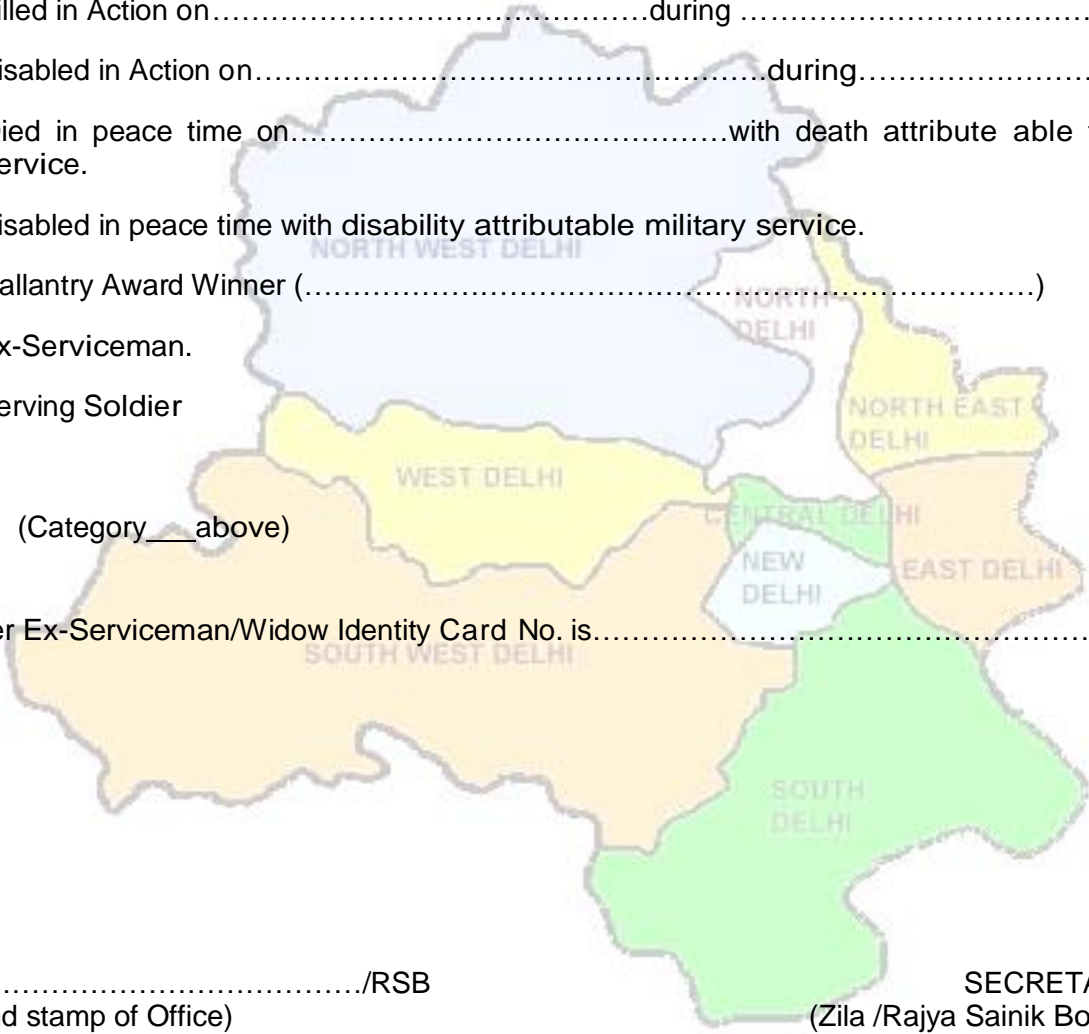 illed in Action on…………………………………………during ……………………………………
isabled in Action on……………………………………………………during………………………
ied in peace time on……………………………………………with death attribute able
ervice.
isabled in peace time with disability attributable military service.
NORTH WEST DELHI
allantry Award Winner (…………………………………………………………………………)
NORTH
DELHI
x-Serviceman.
erving Soldier
NORTH EAST
DELHI
WEST DELHI
CENTRAL DELHI
(Category___above)
NEW
DELHI
EAST DELHI
er Ex-Serviceman/Widow Identity Card No. is……………………………………………
SOUTH WEST DELHI
SOUTH
DELHI
……………………………………/RSB
SECRETA
nd stamp of Office)
(Zila /Rajya Sainik Bo